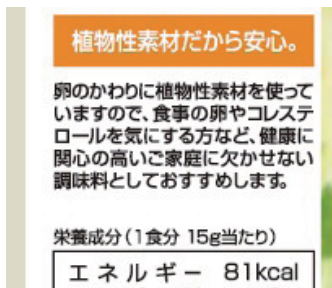 植物性素材だから安心。
卵のかわりに植物性素材を使って
いますので、食事の卵やコレステ
ロールを気にする方など、健康に
関心の高いご家庭に欠かせない
調味料としておすすめします。
栄養成分(1食分 15g当たり)
エネルギー 81kcal